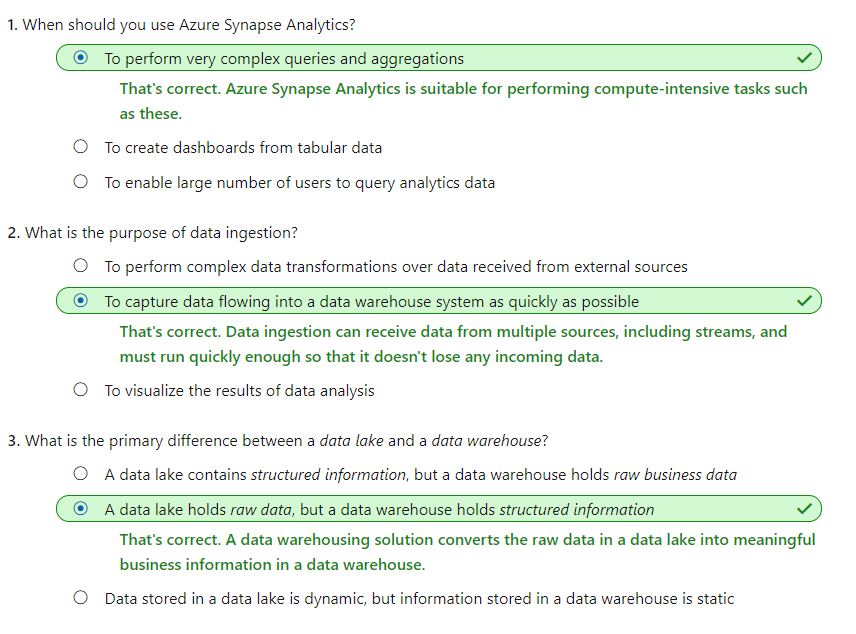 1. When should you use Azure Synapse Analytics?
To perform very complex queries and aggregations
That's correct. Azure Synapse Analytics is suitable for performing compute-intensive tasks such
as these.
To create dashboards from tabular data
To enable large number of users to query analytics data
2. What is the purpose of data ingestion?
To perform complex data transformations over data received from external sources
To capture data flowing into a data warehouse system as quickly as possible
That's correct. Data ingestion can receive data from multiple sources, including streams, and
must run quickly enough so that it doesn't lose any incoming data.
To visualize the results of data analysis
3. What is the primary difference between a data lake and a data warehouse?
A data lake contains structured information, but a data warehouse holds raw business data
A data lake holds raw data, but a data warehouse holds structured information
That's correct. A data warehousing solution converts the raw data in a data lake into meaningful
business information in a data warehouse.
Data stored in a data lake is dynamic, but information stored in a data warehouse is static